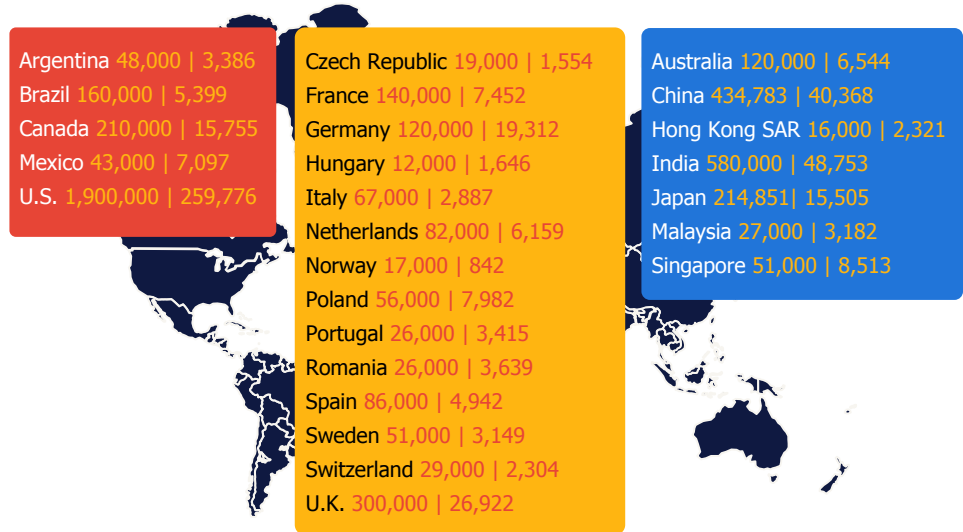 Argentina 48,000 | 3,386
Brazil 160,000 | 5,399
Canada 210,000 | 15,755
Mexico 43,000 | 7,097
U.S. 1,900,000 | 259,776
Czech Republic 19,000 | 1,554
France 140,000 | 7,452
Germany 120,000 | 19,312
Hungary 12,000 | 1,646
Italy 67,000 | 2,887
Netherlands 82,000 | 6,159
Norway 17,000 | 842
Poland 56,000 | 7,982
Portugal 26,000 | 3,415
Romania 26,000 | 3,639
Spain 86,000 | 4,942
Sweden 51,000 | 3,149
Switzerland 29,000 | 2,304
U.K. 300,000 | 26,922
Australia 120,000 | 6,544
China 434,783 | 40,368
Hong Kong SAR 16,000 | 2,321
India 580,000 | 48,753
Japan 214,851| 15,505
Malaysia 27,000 | 3,182
Singapore 51,000 | 8,513